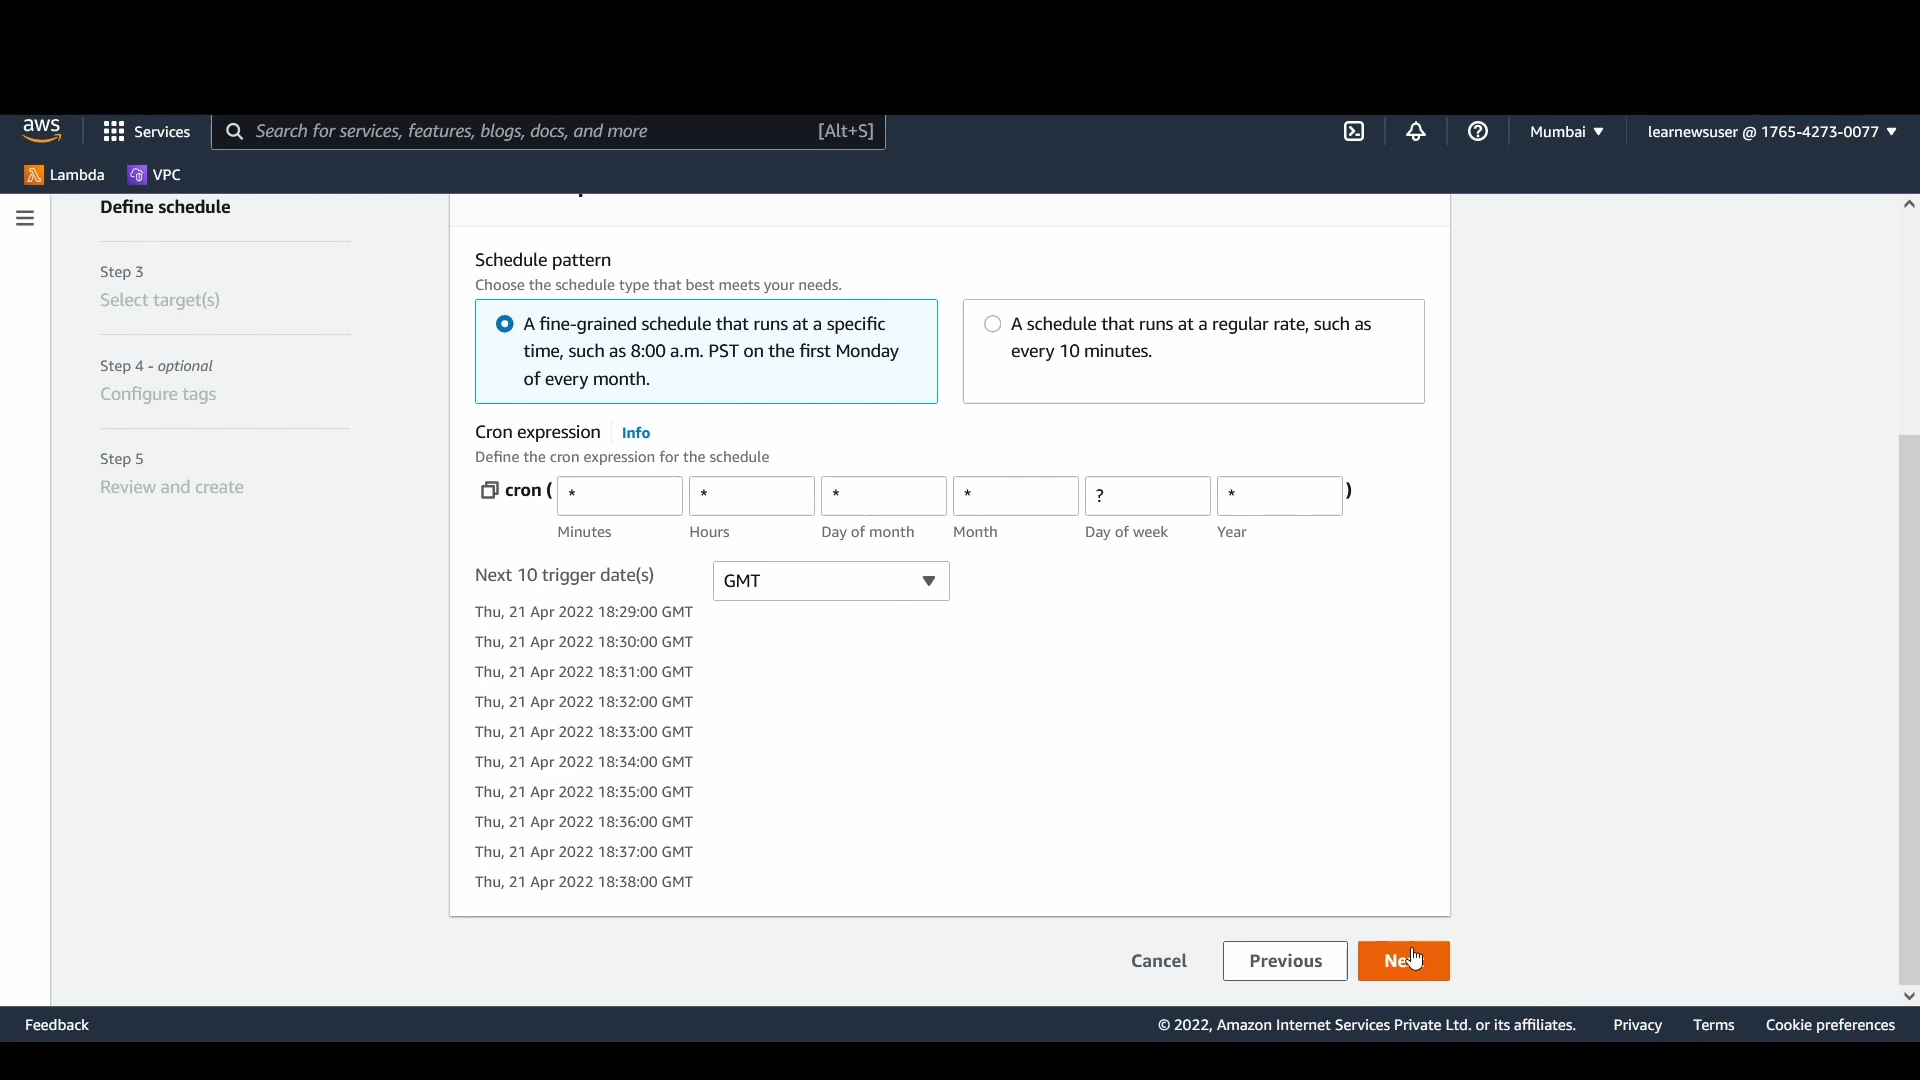 aws
Services
Search for services, features, blogs, docs, and more
[Alt+S]
Mumbai ▼
learnewsuser @ 1765-4273-0077 ▼
Lambda
VPC
Define schedule
Step 3
Select target(s)
Step 4 - optional
Configure tags
Step 5
Review and create
Schedule pattern
Choose the schedule type that best meets your needs.
A fine-grained schedule that runs at a specific
time, such as 8:00 a.m. PST on the first Monday
of every month.
A schedule that runs at a regular rate, such as
every 10 minutes.
Cron expression Info
Define the cron expression for the schedule
cron ( * * * * ? * )
Minutes Hours Day of month Month Day of week Year
Next 10 trigger date(s)
GMT
Thu, 21 Apr 2022 18:29:00 GMT
Thu, 21 Apr 2022 18:30:00 GMT
Thu, 21 Apr 2022 18:31:00 GMT
Thu, 21 Apr 2022 18:32:00 GMT
Thu, 21 Apr 2022 18:33:00 GMT
Thu, 21 Apr 2022 18:34:00 GMT
Thu, 21 Apr 2022 18:35:00 GMT
Thu, 21 Apr 2022 18:36:00 GMT
Thu, 21 Apr 2022 18:37:00 GMT
Thu, 21 Apr 2022 18:38:00 GMT
Cancel
Previous
Feedback
© 2022, Amazon Internet Services Private Ltd. or its affiliates.
Privacy
Terms
Cookie preferences